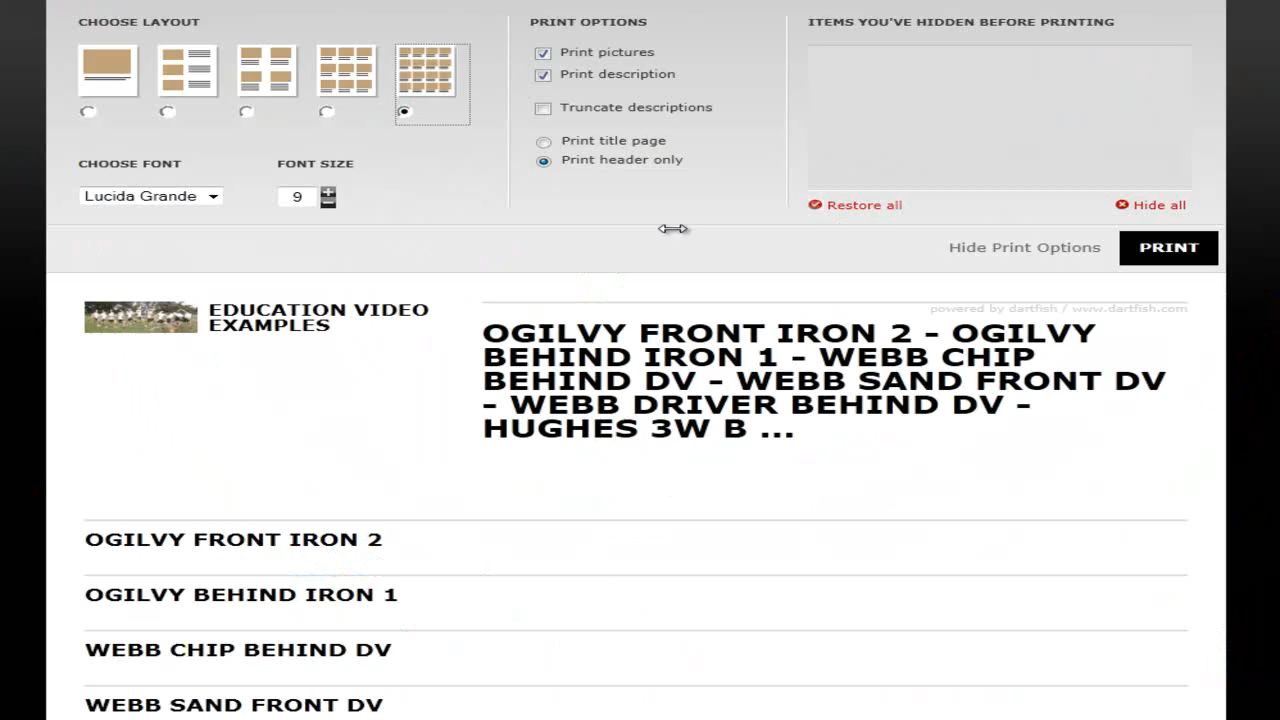 CHOOSE LAYOUT
PRINT OPTIONS
ITEMS YOU'VE HIDDEN BEFORE PRINTING
Print pictures
Print description
Truncate descriptions
Print title page
Print header only
CHOOSE FONT
FONT SIZE
Lucida Grande
9
Restore all
Hide all
Hide Print Options
PRINT
EDUCATION VIDEO
EXAMPLES
powered by dartfish / www.dartfish.com
OGILVY FRONT IRON 2 - OGILVY
BEHIND IRON 1 - WEBB CHIP
BEHIND DV - WEBB SAND FRONT DV
- WEBB DRIVER BEHIND DV -
HUGHES 3W B ...
OGILVY FRONT IRON 2
OGILVY BEHIND IRON 1
WEBB CHIP BEHIND DV
WEBB SAND FRONT DV